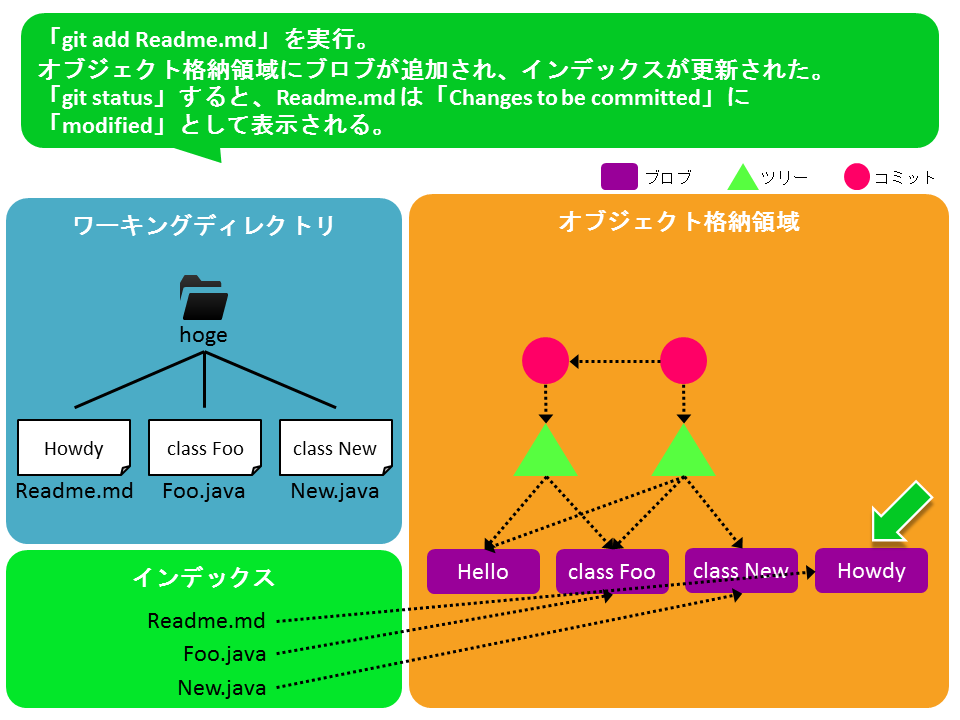 「git add Readme.md」を実行。
オブジェクト格納領域にブロブが追加され、インデックスが更新された。
「git status」すると、Readme.md は「Changes to be committed」に
「modified」として表示される。
ブロブ ツリー コミット
ワーキングディレクトリ
オブジェクト格納領域
hoge
Howdy class Foo class New
Readme.md Foo.java New.java
Hello class Foo class New Howdy
インデックス
Readme.md
Foo.java
New.java